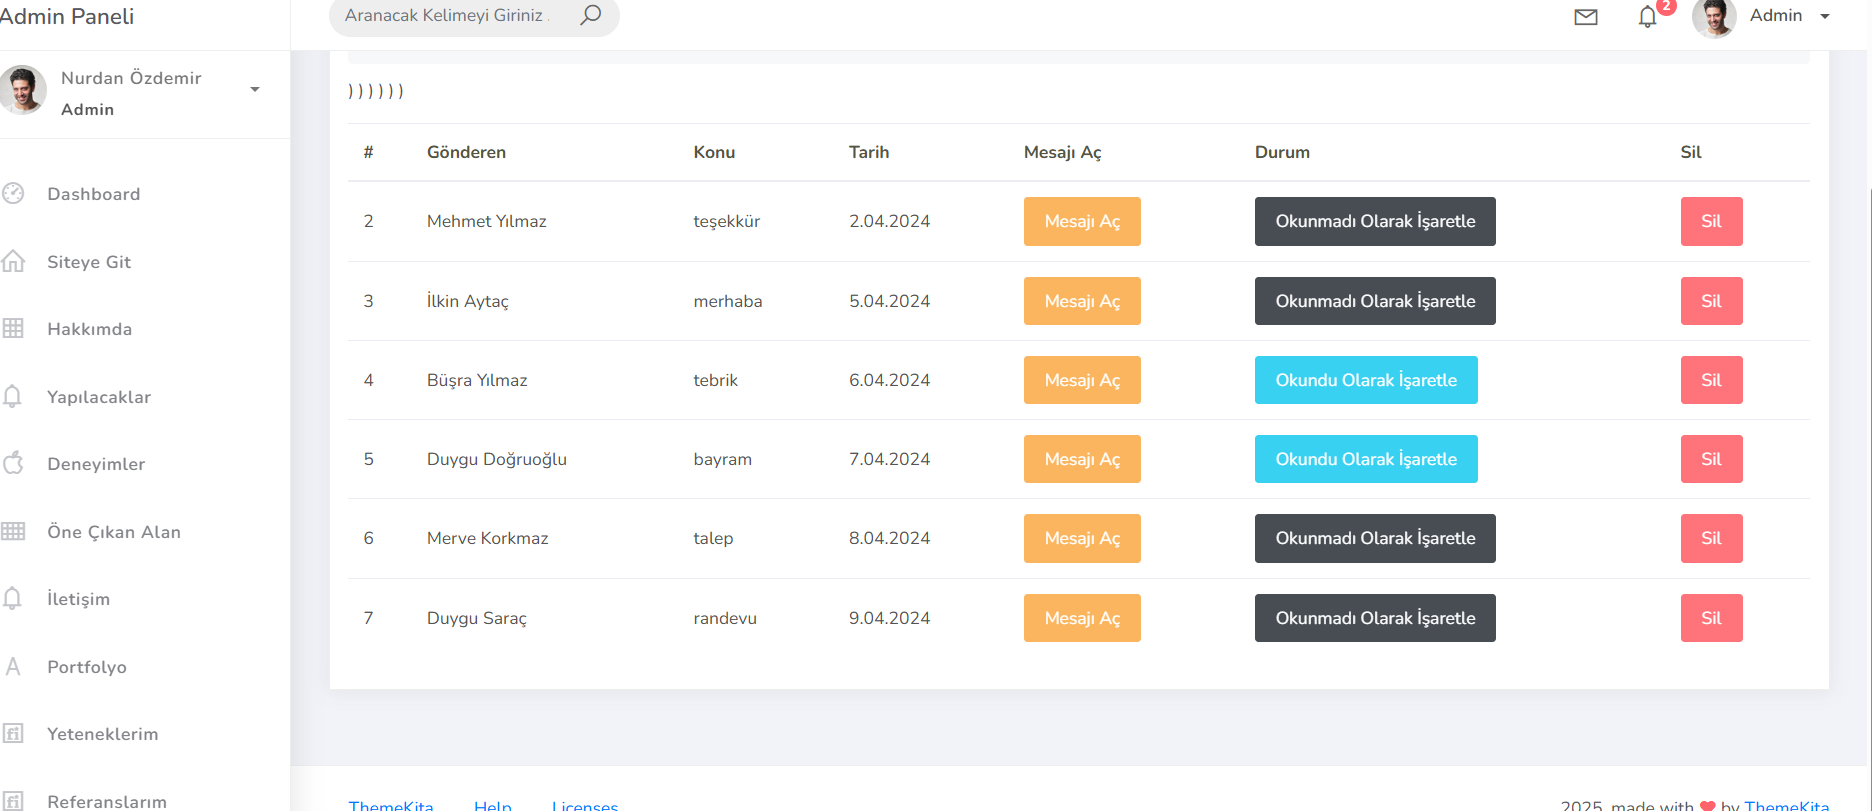 Admin Paneli
Aranacak Kelimeyi Giriniz .
2
Admin
Nurdan Özdemir
Admin
Dashboard
Siteye Git
Hakkımda
Yapılacaklar
Deneyimler
Öne Çıkan Alan
İletişim
Portfolyo
Yeteneklerim
Referanslarım
) ) ) ) ) )
# Gönderen Konu Tarih Mesajı Aç Durum Sil
2 Mehmet Yılmaz teşekkür 2.04.2024 Mesajı Aç Okunmadı Olarak İşaretle Sil
3 İlkin Aytaç merhaba 5.04.2024 Mesajı Aç Okunmadı Olarak İşaretle Sil
4 Büşra Yılmaz tebrik 6.04.2024 Mesajı Aç Okundu Olarak İşaretle Sil
5 Duygu Doğruoğlu bayram 7.04.2024 Mesajı Aç Okundu Olarak İşaretle Sil
6 Merve Korkmaz talep 8.04.2024 Mesajı Aç Okunmadı Olarak İşaretle Sil
7 Duygu Saraç randevu 9.04.2024 Mesajı Aç Okunmadı Olarak İşaretle Sil
ThemeKita Help Licenses 2025, made with by ThemeKita